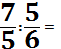 7/5 : 5/6 =